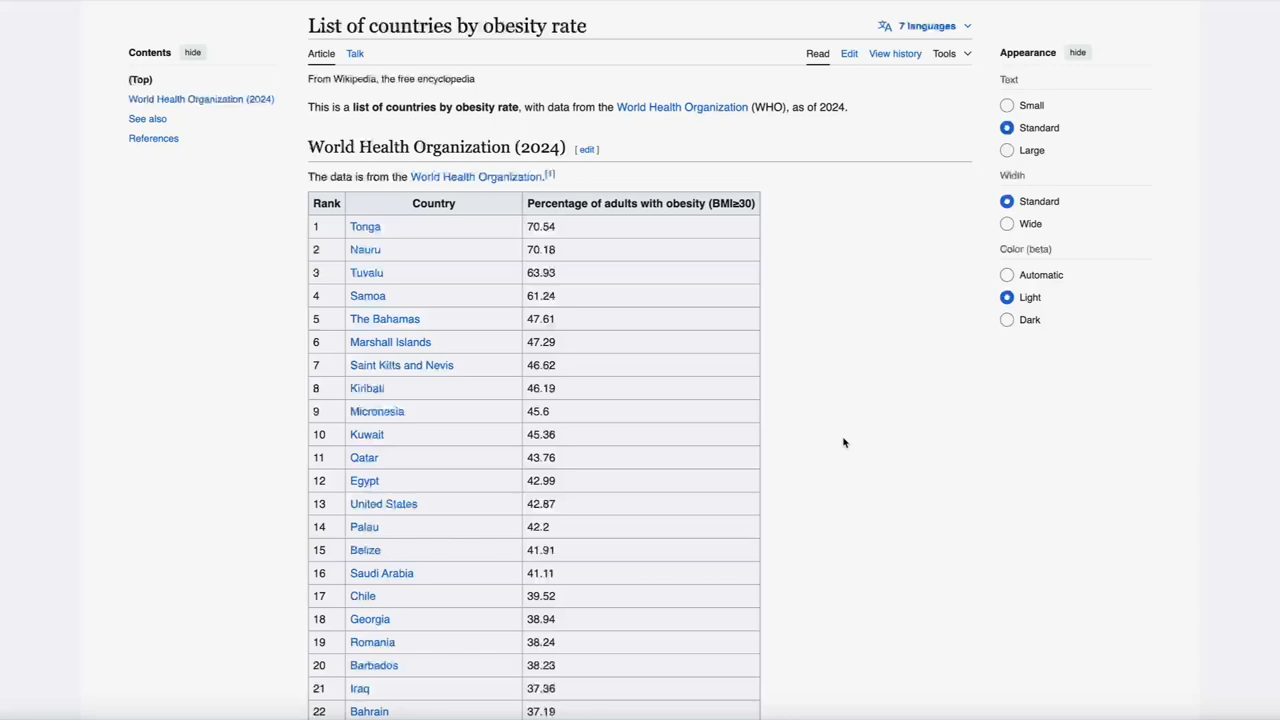 List of countries by obesity rate
7 languages
Contents hide
(Top)
World Health Organization (2024)
See also
References
Article Talk
Read Edit View history Tools
From Wikipedia, the free encyclopedia
This is a list of countries by obesity rate, with data from the World Health Organization (WHO), as of 2024.
World Health Organization (2024) [ edit ]
The data is from the World Health Organization.[1]
Rank Country Percentage of adults with obesity (BMI≥30)
1 Tonga 70.54
2 Nauru 70.18
3 Tuvalu 63.93
4 Samoa 61.24
5 The Bahamas 47.61
6 Marshall Islands 47.29
7 Saint Kitts and Nevis 46.62
8 Kiribati 46.19
9 Micronesia 45.6
10 Kuwait 45.36
11 Qatar 43.76
12 Egypt 42.99
13 United States 42.87
14 Palau 42.2
15 Belize 41.91
16 Saudi Arabia 41.11
17 Chile 39.52
18 Georgia 38.94
19 Romania 38.24
20 Barbados 38.23
21 Iraq 37.36
22 Bahrain 37.19
Appearance hide
Text
Small
Standard
Large
Width
Standard
Wide
Color (beta)
Automatic
Light
Dark